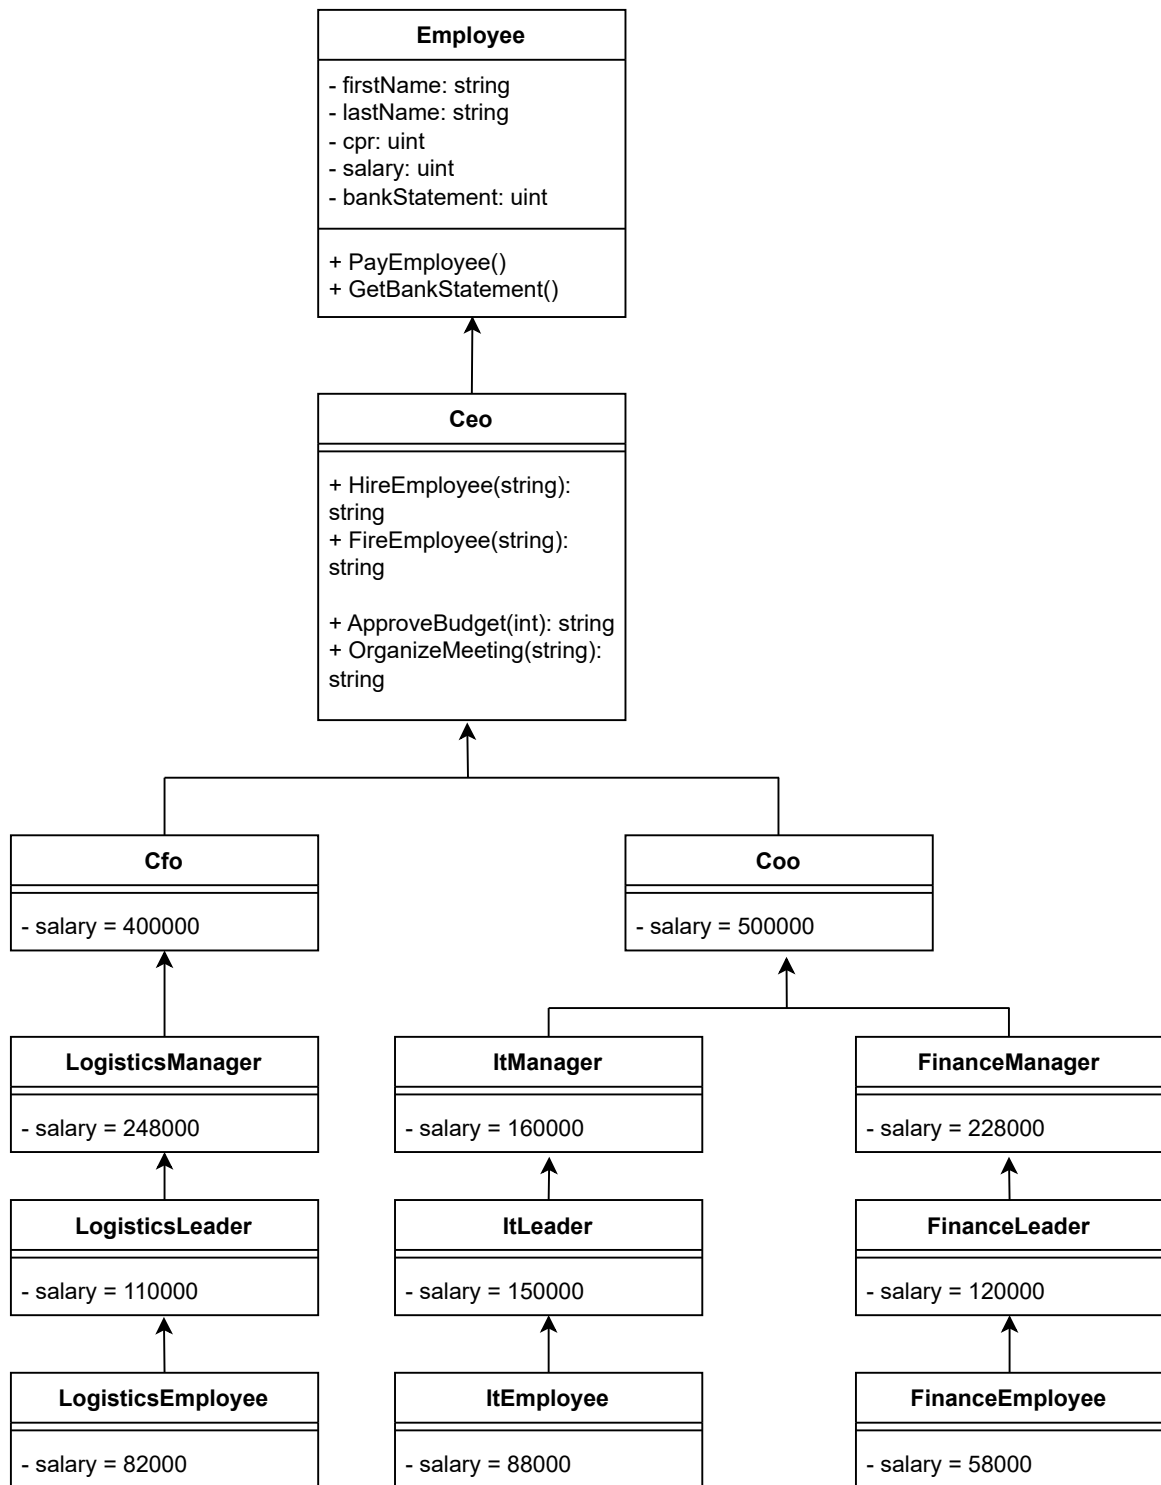 Employee
- firstName: string
- lastName: string
- cpr: uint
- salary: uint
- bankStatement: uint
+ PayEmployee()
+ GetBankStatement()
Ceo
+ HireEmployee(string):
string
+ FireEmployee(string):
string
+ ApproveBudget(int): string
+ OrganizeMeeting(string):
string
Cfo
- salary = 400000
Coo
- salary = 500000
LogisticsManager
- salary = 248000
ItManager
- salary = 160000
FinanceManager
- salary = 228000
LogisticsLeader
- salary = 110000
ItLeader
- salary = 150000
FinanceLeader
- salary = 120000
LogisticsEmployee
- salary = 82000
ItEmployee
- salary = 88000
FinanceEmployee
- salary = 58000